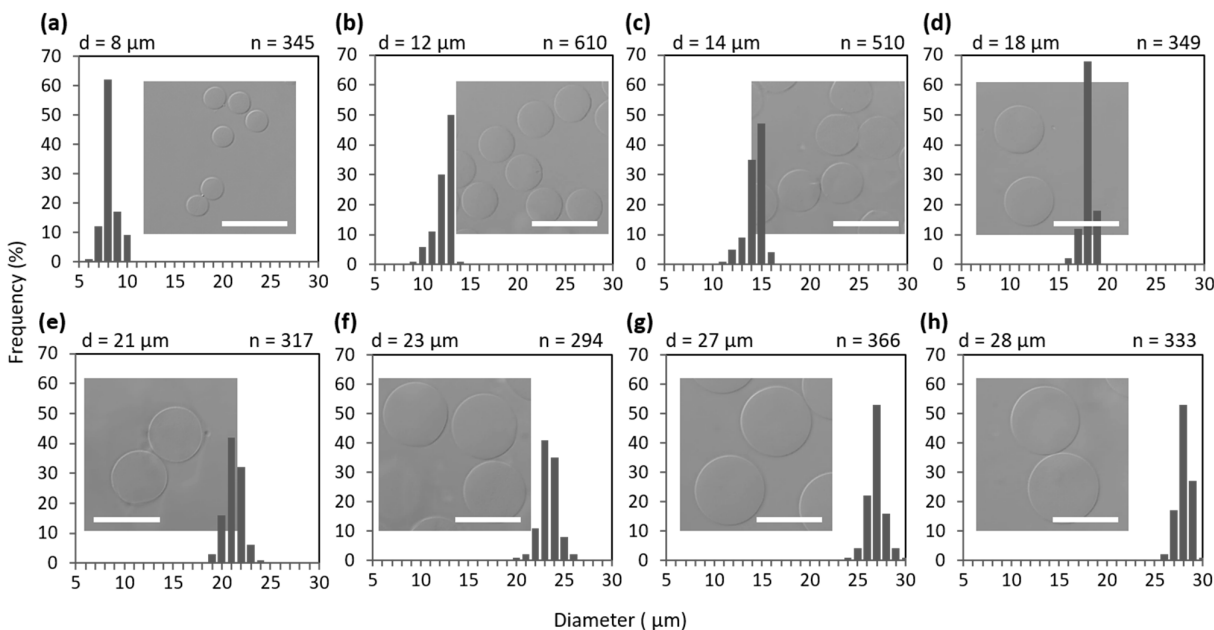 (a) (b) (c) (d)
d = 8 µm n = 345 d = 12 µm n = 610 d = 14 µm n = 510 d = 18 µm n = 349
70 70 70 70
60 60 60 60
50 50 50 50
40 40 40 40
30 30 30 30
20 20 20 20
10 10 10 10
0 0 0 0
5 10 15 20 25 30 5 10 15 20 25 30 5 10 15 20 25 30 5 10 15 20 25 30
Frequency (%)
(e) (f) (g) (h)
d = 21 µm n = 317 d = 23 µm n = 294 d = 27 µm n = 366 d = 28 µm n = 333
70 70 70 70
60 60 60 60
50 50 50 50
40 40 40 40
30 30 30 30
20 20 20 20
10 10 10 10
0 0 0 0
5 10 15 20 25 30 5 10 15 20 25 30 5 10 15 20 25 30 5 10 15 20 25 30
Diameter ( µm)